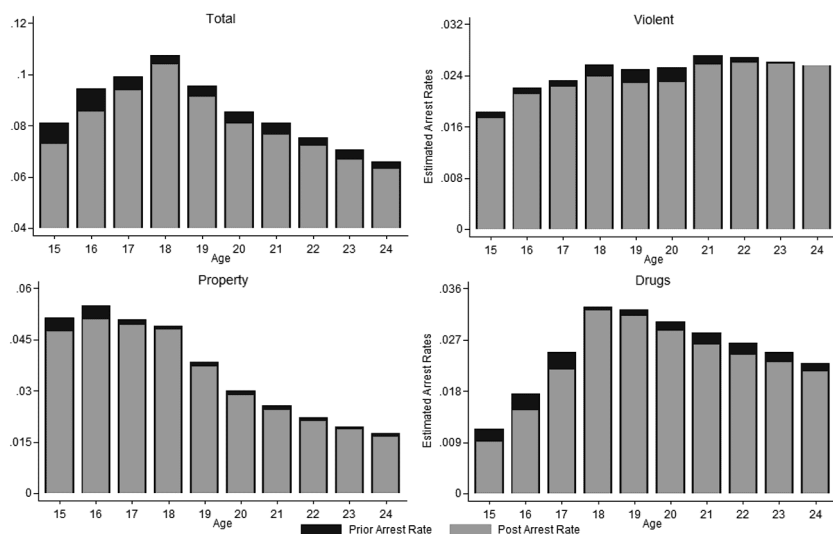 Total
.12
.1
.08
.06
.04
15 16 17 18 19 20 21 22 23 24
Age
Violent
Estimated Arrest Rates
.032
.024
.016
.008
0
15 16 17 18 19 20 21 22 23 24
Age
Property
.06
.045
.03
.015
0
15 16 17 18 19 20 21 22 23 24
Age
Drugs
Estimated Arrest Rates
.036
.027
.018
.009
0
15 16 17 18 19 20 21 22 23 24
Age
Prior Arrest Rate Post Arrest Rate